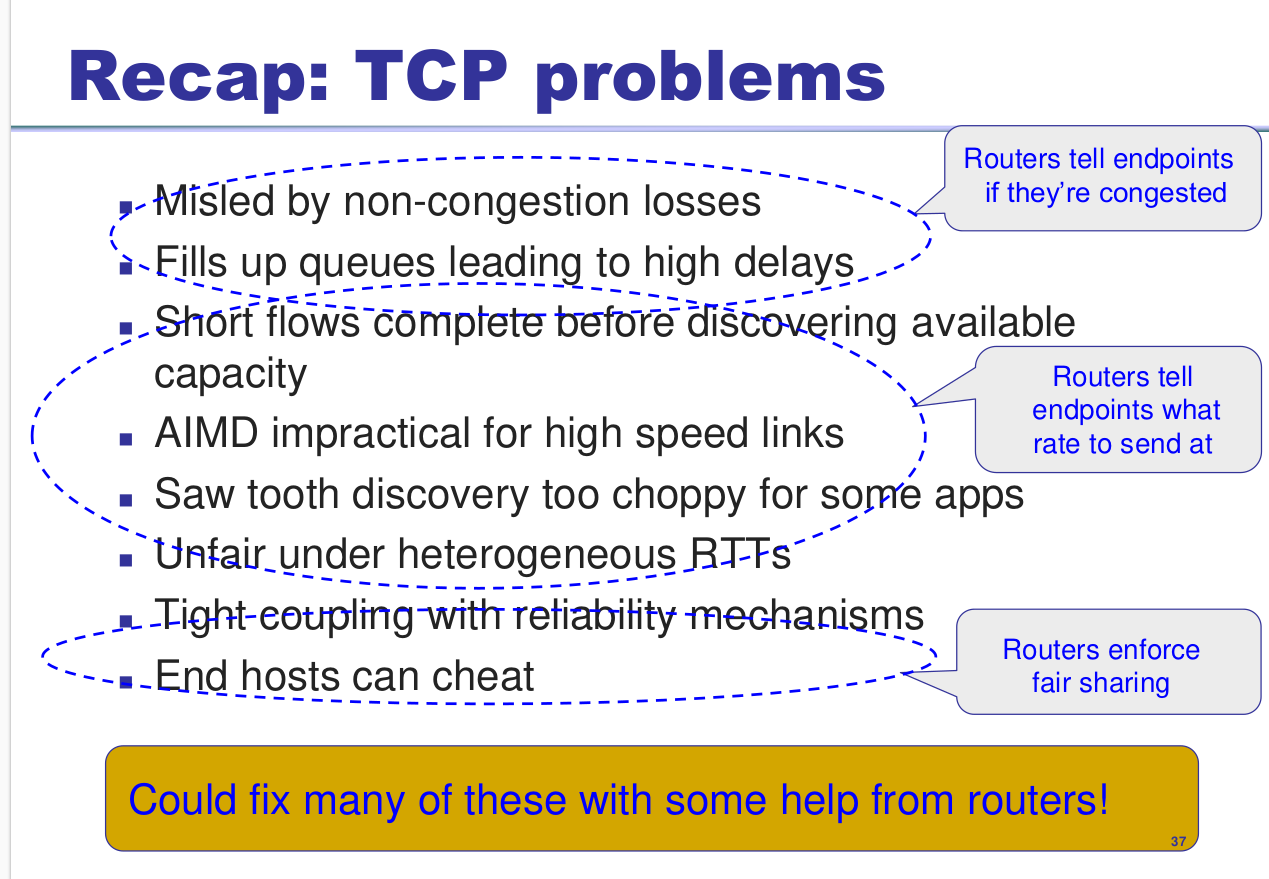 Recap: TCP problems
Routers tell endpoints
if they’re congested
Misled by non-congestion losses
Fills up queues leading to high delays
Short flows complete before discovering available
capacity
Routers tell
endpoints what
rate to send at
AIMD impractical for high speed links
Saw tooth discovery too choppy for some apps
Unfair under heterogeneous RTTs
Tight coupling with reliability mechanisms
End hosts can cheat
Routers enforce
fair sharing
Could fix many of these with some help from routers!
37